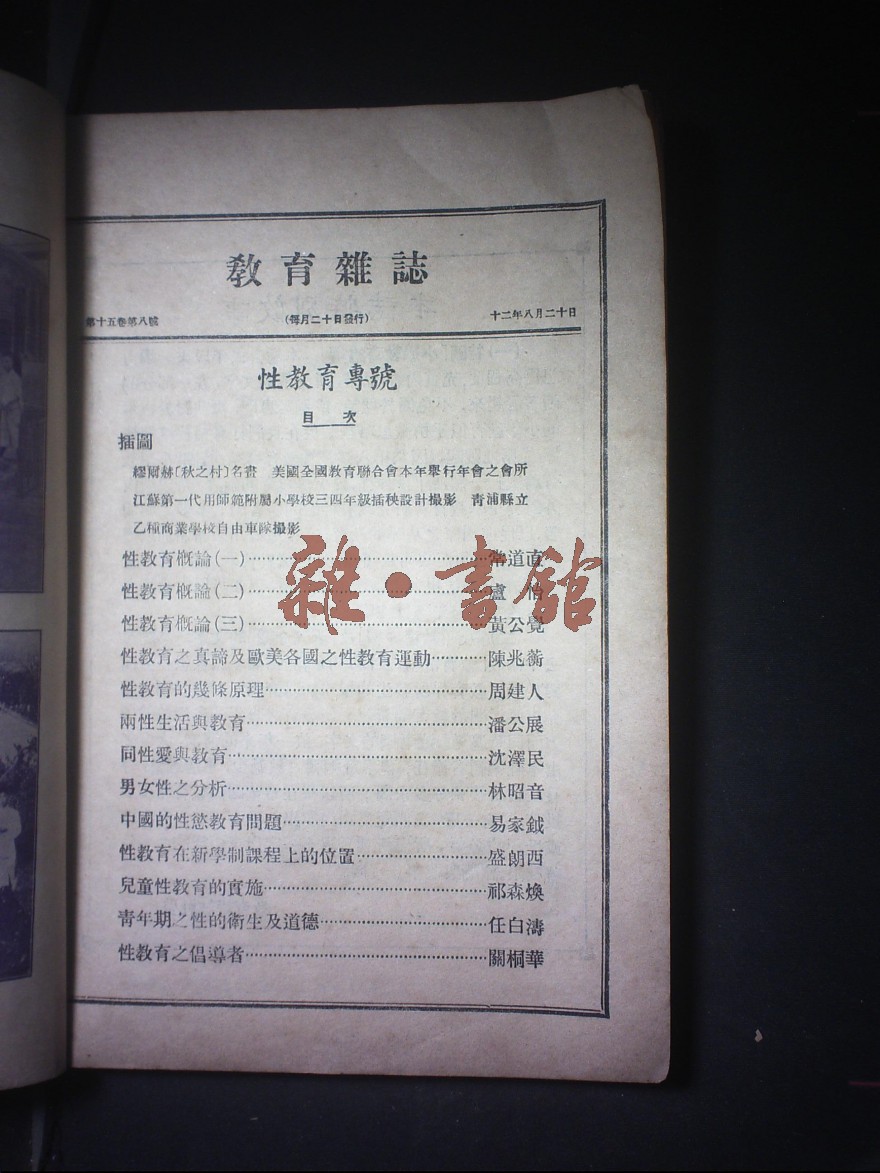 教育雜誌
第十五卷第八號 (每月二十日發行) 十二年八月二十日
性教育專號
目次
插圖
繆爾赫〔秋之村〕名畫 美國全國教育聯合會本年舉行年會之會所
江蘇第一代用師範附屬小學校三四年級插秧設計撮影 青浦縣立
乙種商業學校自由車隊撮影
性教育概論(一)……常道直
性教育概論(二)……盧
性教育概論(三)……黃公覺
性教育之真諦及歐美各國之性教育運動……陳兆蘅
性教育的幾條原理……周建人
兩性生活與教育……潘公展
同性愛與教育……沈澤民
男女性之分析……林昭音
中國的性慾教育問題……易家鉞
性教育在新學制課程上的位置……盛朗西
兒童性教育的實施……祁森煥
青年期之性的衛生及道德……任白濤
性教育之倡導者……關桐華
雜·書館